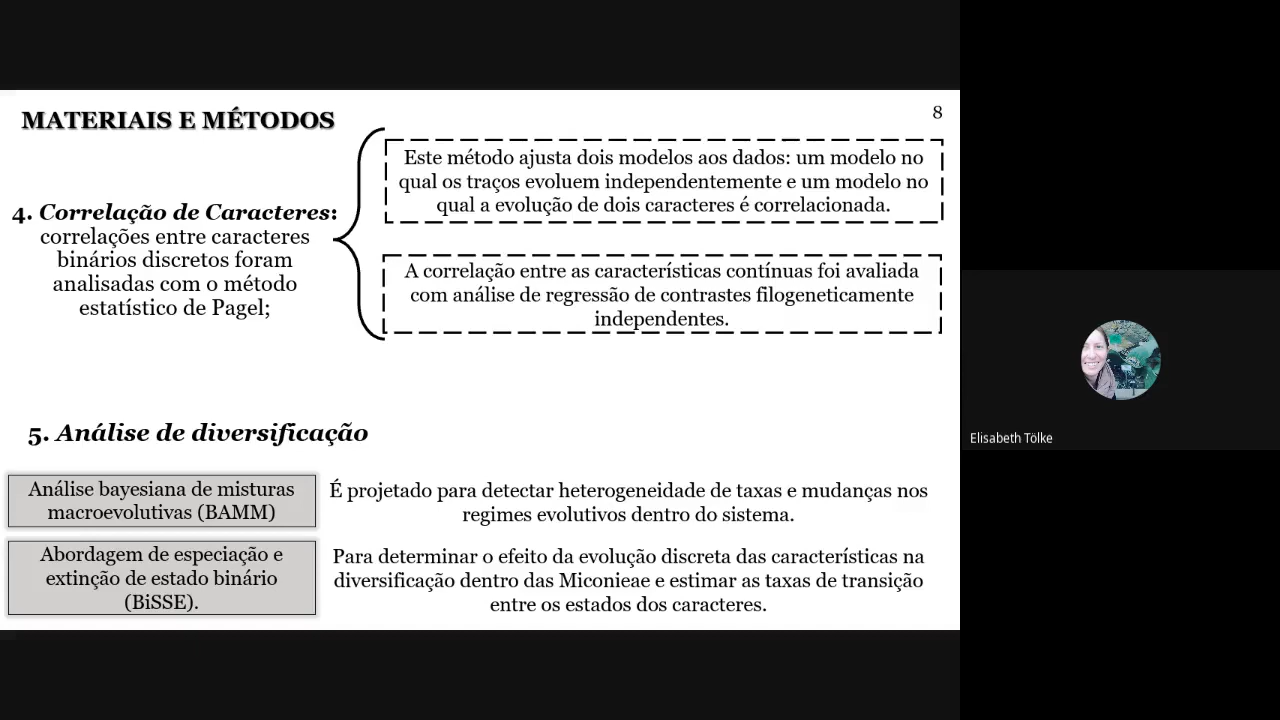 MATERIAIS E MÉTODOS
8
4. Correlação de Caracteres:
correlações entre caracteres
binários discretos foram
analisadas com o método
estatístico de Pagel;
Este método ajusta dois modelos aos dados: um modelo no
qual os traços evoluem independentemente e um modelo no
qual a evolução de dois caracteres é correlacionada.
A correlação entre as características contínuas foi avaliada
com análise de regressão de contrastes filogeneticamente
independentes.
5. Análise de diversificação
Análise bayesiana de misturas
macroevolutivas (BAMM)
É projetado para detectar heterogeneidade de taxas e mudanças nos
regimes evolutivos dentro do sistema.
Abordagem de especiação e
extinção de estado binário
(BiSSE).
Para determinar o efeito da evolução discreta das características na
diversificação dentro das Miconieae e estimar as taxas de transição
entre os estados dos caracteres.
Elisabeth Tölke